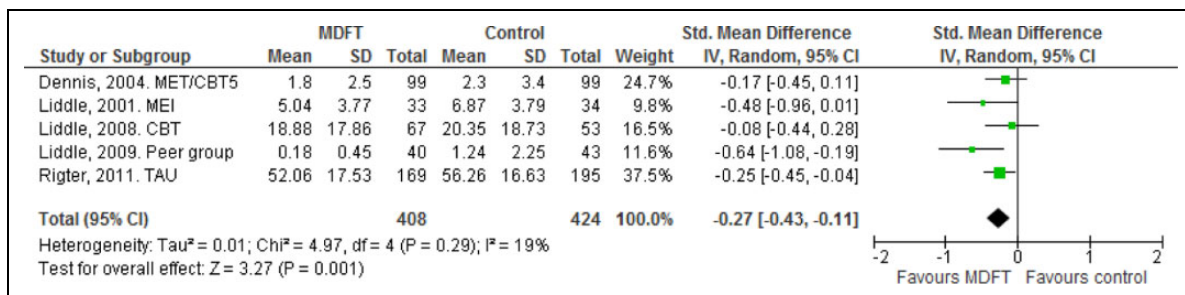 MDFT Control Std. Mean Difference Std. Mean Difference
Study or Subgroup Mean SD Total Mean SD Total Weight IV, Random, 95% CI IV, Random, 95% CI
Dennis, 2004. MET/CBT5 1.8 2.5 99 2.3 3.4 99 24.7% -0.17 [-0.45, 0.11]
Liddle, 2001. MEI 5.04 3.77 33 6.87 3.79 34 9.8% -0.48 [-0.96, 0.01]
Liddle, 2008. CBT 18.88 17.86 67 20.35 18.73 53 16.5% -0.08 [-0.44, 0.28]
Liddle, 2009. Peer group 0.18 0.45 40 1.24 2.25 43 11.6% -0.64 [-1.08, -0.19]
Rigter, 2011. TAU 52.06 17.53 169 56.26 16.63 195 37.5% -0.25 [-0.45, -0.04]
Total (95% CI) 408 424 100.0% -0.27 [-0.43, -0.11]
Heterogeneity: Tau² = 0.01; Chi² = 4.97, df = 4 (P = 0.29); I² = 19%
Test for overall effect: Z = 3.27 (P = 0.001)
-2 -1 0 1 2
Favours MDFT Favours control